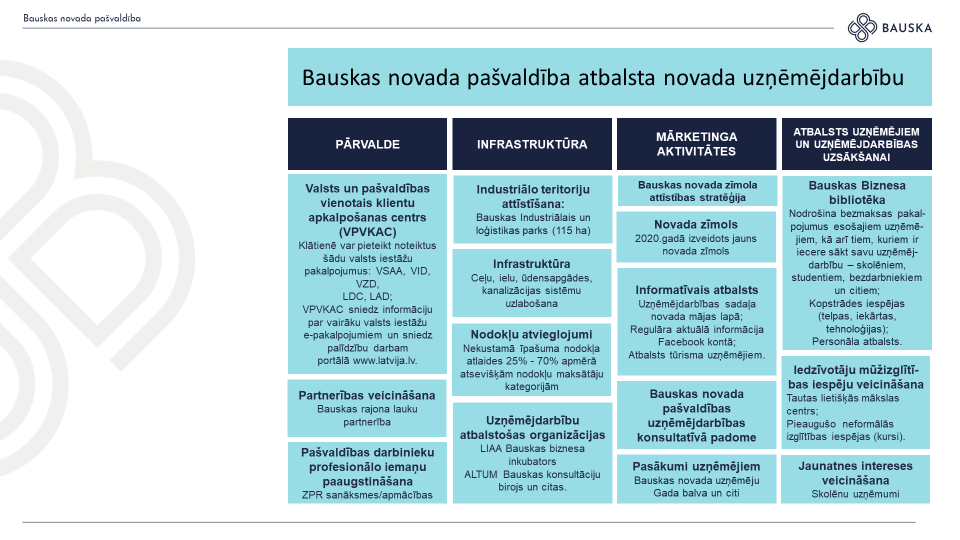 Bauskas novada pašvaldība
BAUSKA
Bauskas novada pašvaldība atbalsta novada uzņēmējdarbību
PĀRVALDE
Valsts un pašvaldības
vienotais klientu
apkalpošanas centrs
(VPVKAC)
Klātienē var pieteikt noteiktus
šādu valsts iestāžu
pakalpojumus: VSAA, VID,
VZD,
LDC, LAD;
VPVKAC sniedz informāciju
par vairāku valsts iestāžu
e-pakalpojumiem un sniedz
palīdzību darbam
portālā www.latvija.lv.
Partnerības veicināšana
Bauskas rajona lauku
partnerība
Pašvaldības darbinieku
profesionālo iemaņu
paaugstināšana
ZPR sanāksmes/apmācības
INFRASTRUKTŪRA
Industriālo teritoriju
attīstīšana:
Bauskas Industriālais un
loģistikas parks (115 ha)
Infrastruktūra
Ceļu, ielu, ūdensapgādes,
kanalizācijas sistēmu
uzlabošana
Nodokļu atvieglojumi
Nekustamā īpašuma nodokļa
atlaides 25% - 70% apmērā
atsevišķām nodokļu maksātāju
kategorijām
Uzņēmējdarbību
atbalstošas organizācijas
LIAA Bauskas biznesa
inkubators
ALTUM Bauskas konsultāciju
birojs un citas.
MĀRKETINGA
AKTIVITĀTES
Bauskas novada zīmola
attīstības stratēģija
Novada zīmols
2020.gadā izveidots jauns
novada zīmols
Informatīvais atbalsts
Uzņēmējdarbības sadaļa
novada mājas lapā;
Regulāra aktuālā informācija
Facebook kontā;
Atbalsts tūrisma uzņēmējiem.
Bauskas novada
pašvaldības
uzņēmējdarbības
konsultatīvā padome
Pasākumi uzņēmējiem
Bauskas novada uzņēmēju
Gada balva un citi
ATBALSTS UZŅĒMĒJIEM
UN UZŅĒMĒJDARBĪBAS
UZSĀKŠANAI
Bauskas Biznesa
bibliotēka
Nodrošina bezmaksas pakal-
pojumus esošajiem uzņēmē-
jiem, kā arī tiem, kuriem ir
iecere sākt savu uzņēmēj-
darbību – skolēniem,
studentiem, bezdarbniekiem
un citiem;
Kopstrādes iespējas
(telpas, iekārtas,
tehnoloģijas);
Personāla atbalsts.
Iedzīvotāju mūžizglītī-
bas iespēju veicināšana
Tautas lietišķās mākslas
centrs;
Pieaugušo neformālās
izglītības iespējas (kursi).
Jaunatnes intereses
veicināšana
Skolēnu uzņēmumi